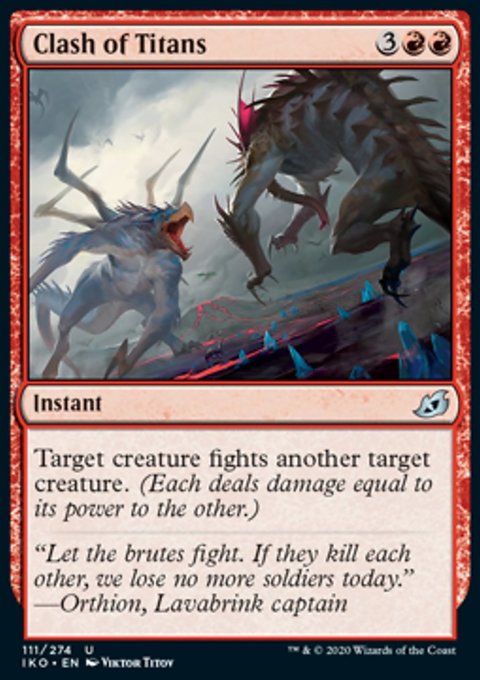 Clash of Titans 3
Instant
Target creature fights another target
creature. (Each deals damage equal to
its power to the other.)
“Let the brutes fight. If they kill each
other, we lose no more soldiers today.”
—Orthion, Lavabrink captain
111/274 U
IKO • EN Viktor Titov
™ & © 2020 Wizards of the Coast